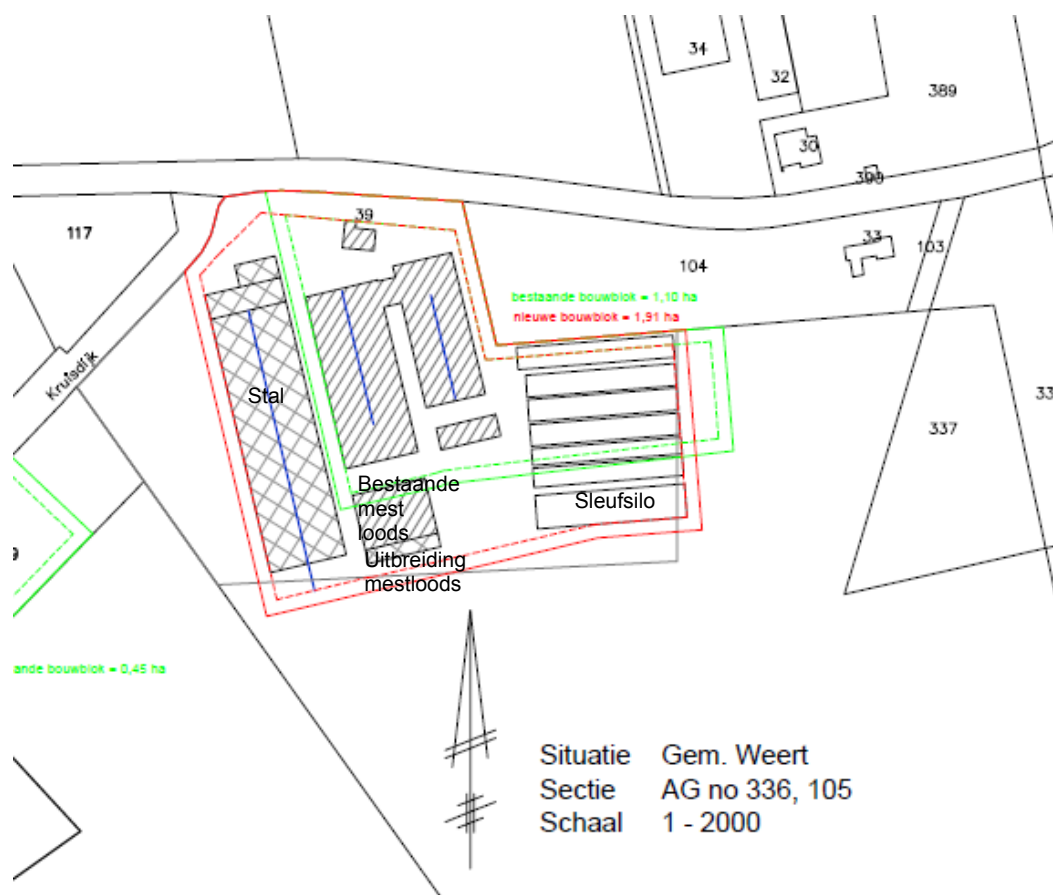 34
32
389
30
399
39
117
33
103
104
bestaande bouwblok = 1,10 ha
nieuwe bouwblok = 1,91 ha
Kruisdijk
Stal
33
337
Bestaande
mest
loods
Sleufsilo
9
Uitbreiding
mestloods
ande bouwblok = 0,45 ha
Situatie Gem. Weert
Sectie AG no 336, 105
Schaal 1 - 2000